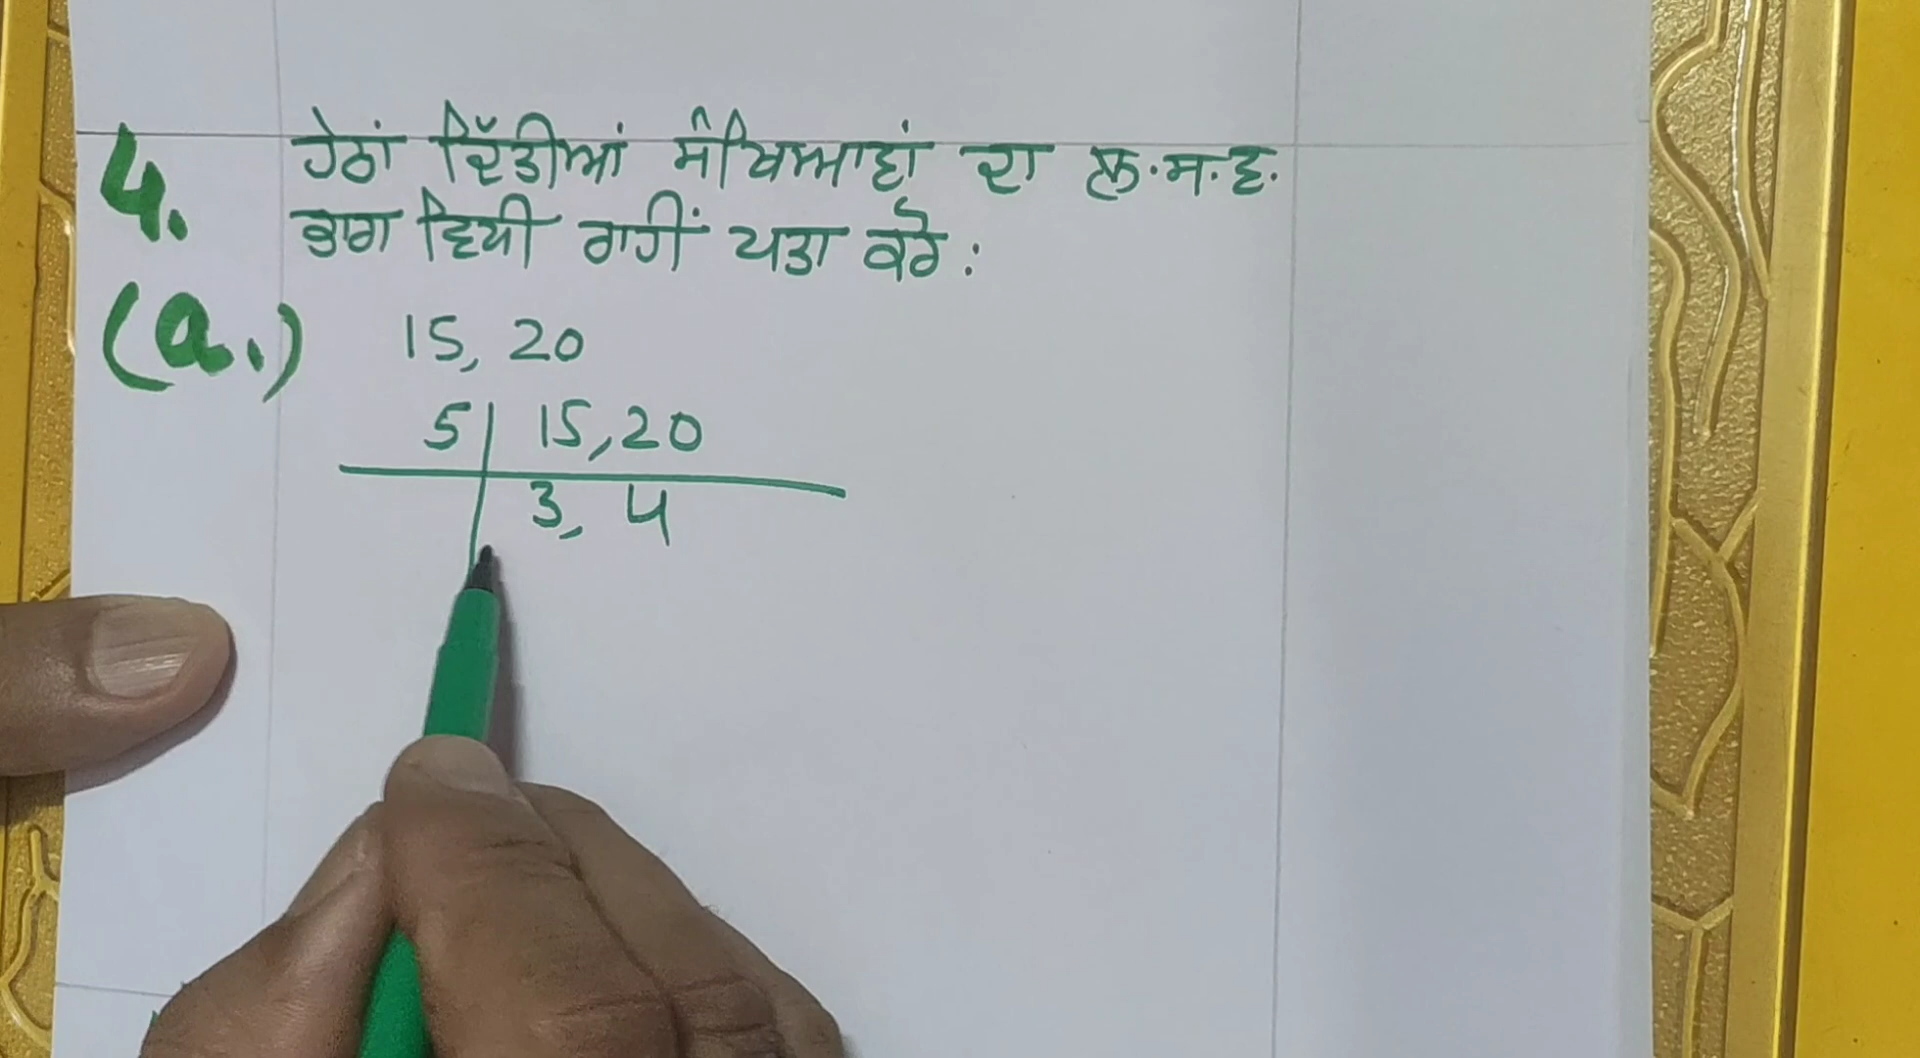 4. ਹੇਠਾਂ ਦਿੱਤੀਆਂ ਸੰਖਿਆਵਾਂ ਦਾ ਲ.ਸ.ਵ.
ਭਾਗ ਵਿਧੀ ਰਾਹੀਂ ਪਤਾ ਕਰੋ :
(a.) 15, 20
5 | 15, 20
3, 4